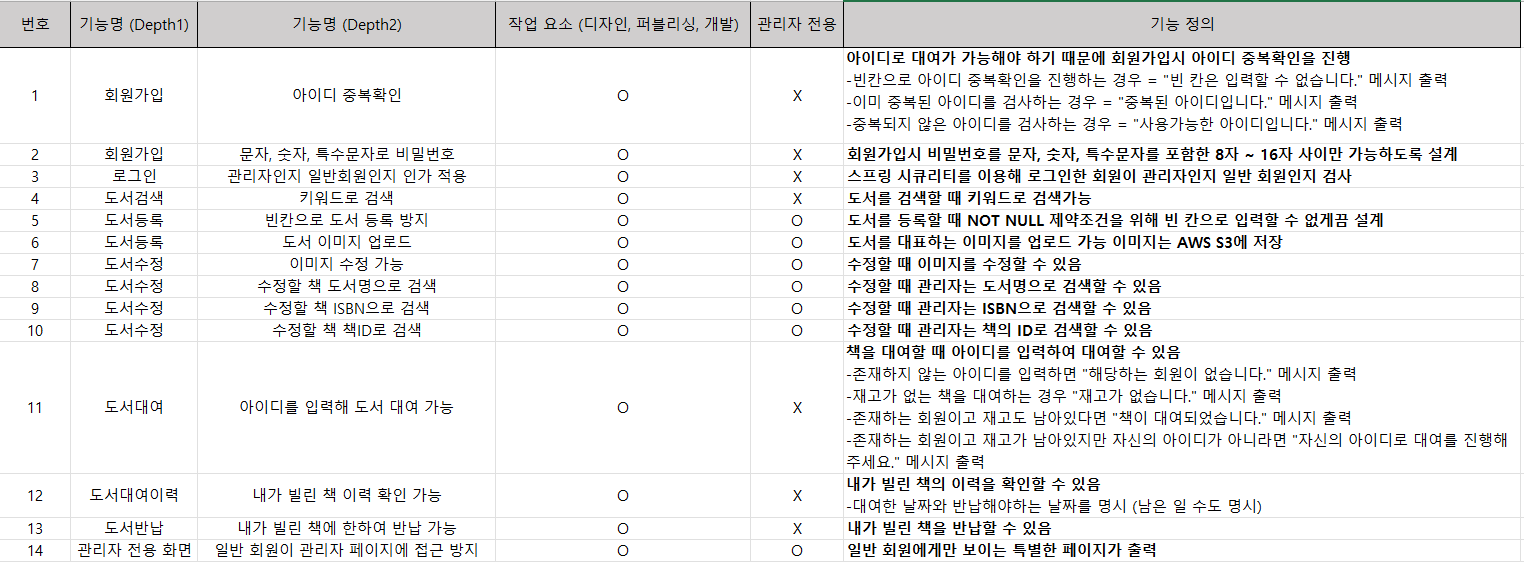 번호 기능명 (Depth1) 기능명 (Depth2) 작업 요소 (디자인, 퍼블리싱, 개발) 관리자 전용 기능 정의
아이디로 대여가 가능해야 하기 때문에 회원가입시 아이디 중복확인을 진행
-빈칸으로 아이디 중복확인을 진행하는 경우 = "빈 칸은 입력할 수 없습니다." 메시지 출력
1 회원가입 아이디 중복확인 O X
-이미 중복된 아이디를 검사하는 경우 = "중복된 아이디입니다." 메시지 출력
-중복되지 않은 아이디를 검사하는 경우 = "사용가능한 아이디입니다." 메시지 출력
2 회원가입 문자, 숫자, 특수문자로 비밀번호 O X 회원가입시 비밀번호를 문자, 숫자, 특수문자를 포함한 8자 ~ 16자 사이만 가능하도록 설계
3 로그인 관리자인지 일반회원인지 인가 적용 O X 스프링 시큐리티를 이용해 로그인한 회원이 관리자인지 일반 회원인지 검사
4 도서검색 키워드로 검색 O X 도서를 검색할 때 키워드로 검색가능
5 도서등록 빈칸으로 도서 등록 방지 O O 도서를 등록할 때 NOT NULL 제약조건을 위해 빈 칸으로 입력할 수 없게끔 설계
6 도서등록 도서 이미지 업로드 O O 도서를 대표하는 이미지를 업로드 가능 이미지는 AWS S3에 저장
7 도서수정 이미지 수정 가능 O O 수정할 때 이미지를 수정할 수 있음
8 도서수정 수정할 책 도서명으로 검색 O O 수정할 때 관리자는 도서명으로 검색할 수 있음
9 도서수정 수정할 책 ISBN으로 검색 O O 수정할 때 관리자는 ISBN으로 검색할 수 있음
10 도서수정 수정할 책 책ID로 검색 O O 수정할 때 관리자는 책의 ID로 검색할 수 있음
책을 대여할 때 아이디를 입력하여 대여할 수 있음
-존재하지 않는 아이디를 입력하면 "해당하는 회원이 없습니다." 메시지 출력
-재고가 없는 책을 대여하는 경우 "재고가 없습니다." 메시지 출력
11 도서대여 아이디를 입력해 도서 대여 가능 O X
-존재하는 회원이고 재고도 남아있다면 "책이 대여되었습니다." 메시지 출력
-존재하는 회원이고 재고가 남아있지만 자신의 아이디가 아니라면 "자신의 아이디로 대여를 진행해
주세요." 메시지 출력
12 도서대여이력 내가 빌린 책 이력 확인 가능 O X 내가 빌린 책의 이력을 확인할 수 있음
-대여한 날짜와 반납해야하는 날짜를 명시 (남은 일 수도 명시)
13 도서반납 내가 빌린 책에 한하여 반납 가능 O X 내가 빌린 책을 반납할 수 있음
14 관리자 전용 화면 일반 회원이 관리자 페이지에 접근 방지 O O 일반 회원에게만 보이는 특별한 페이지가 출력